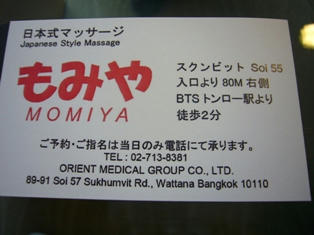 日本式マッサージ
Japanese Style Massage
もみや
MOMIYA
スクンビット Soi 55
入口より 80M 右側
BTS トンロー駅より
徒歩2分
ご予約・ご指名は当日のみ電話にて承ります。
TEL : 02-713-8381
ORIENT MEDICAL GROUP CO., LTD.
89-91 Soi 57 Sukhumvit Rd., Wattana Bangkok 10110